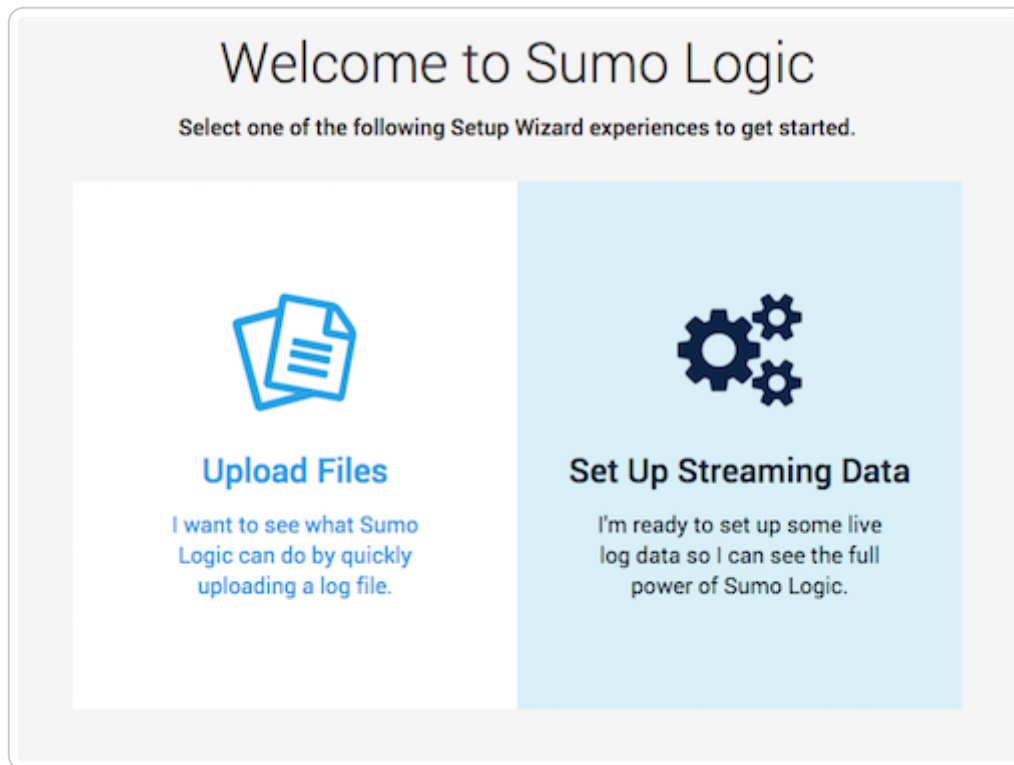 Welcome to Sumo Logic
Select one of the following Setup Wizard experiences to get started.
Upload Files
I want to see what Sumo
Logic can do by quickly
uploading a log file.
Set Up Streaming Data
I'm ready to set up some live
log data so I can see the full
power of Sumo Logic.